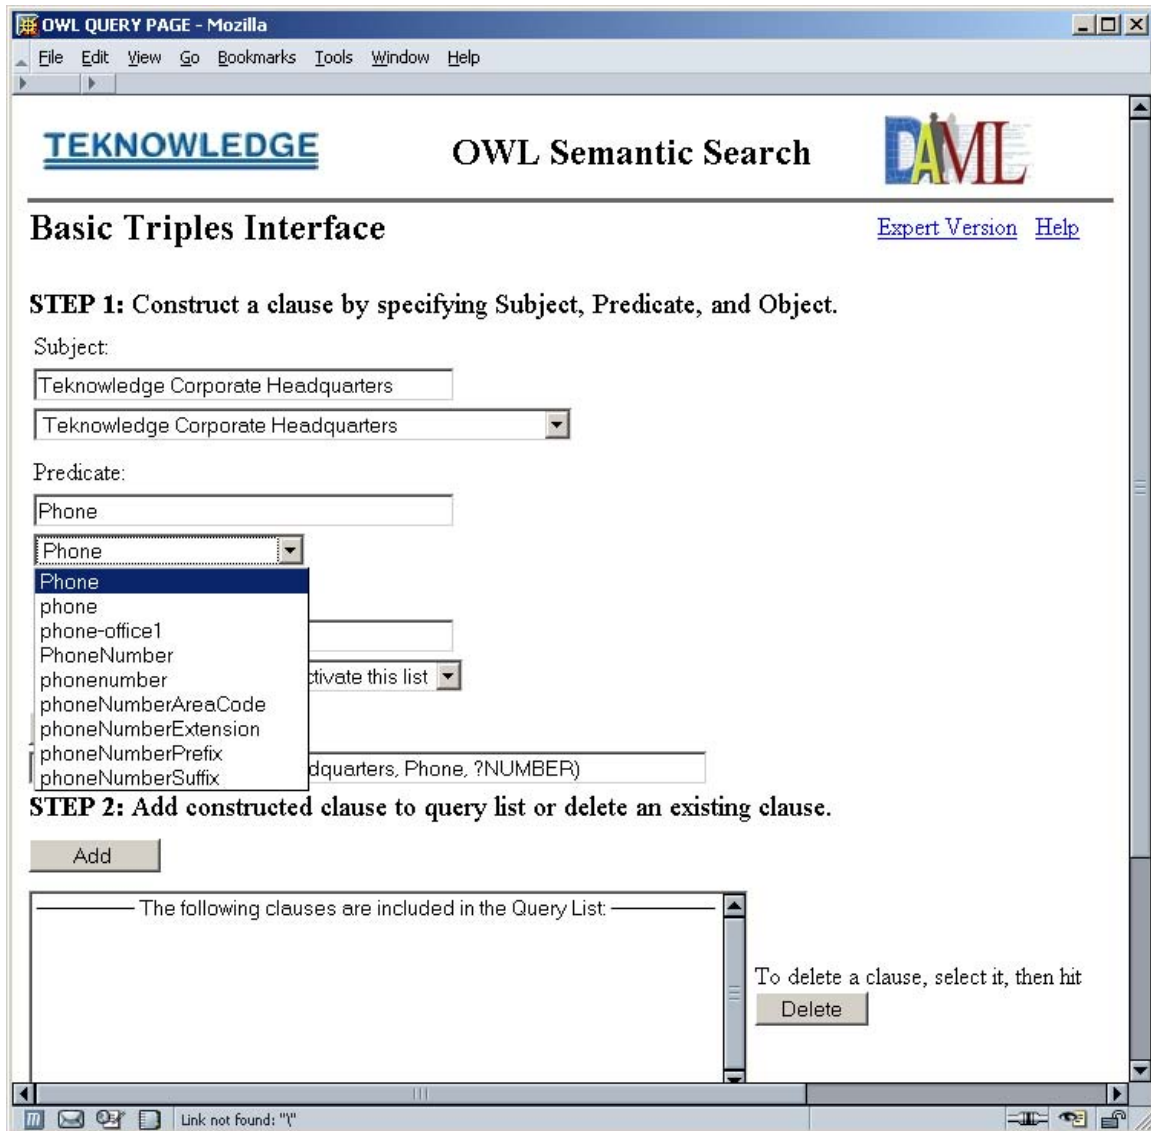 OWL QUERY PAGE - Mozilla
File Edit View Go Bookmarks Tools Window Help
TEKNOWLEDGE
OWL Semantic Search
DAML
Basic Triples Interface
Expert Version Help
STEP 1: Construct a clause by specifying Subject, Predicate, and Object.
Subject:
Teknowledge Corporate Headquarters
Teknowledge Corporate Headquarters
Predicate:
Phone
Phone
Phone
phone
phone-office1
PhoneNumber
phonenumber
ctivate this list
phoneNumberAreaCode
phoneNumberExtension
phoneNumberPrefix
phoneNumberSuffix
dquarters, Phone, ?NUMBER)
STEP 2: Add constructed clause to query list or delete an existing clause.
Add
The following clauses are included in the Query List:
To delete a clause, select it, then hit
Delete
Link not found: "\"